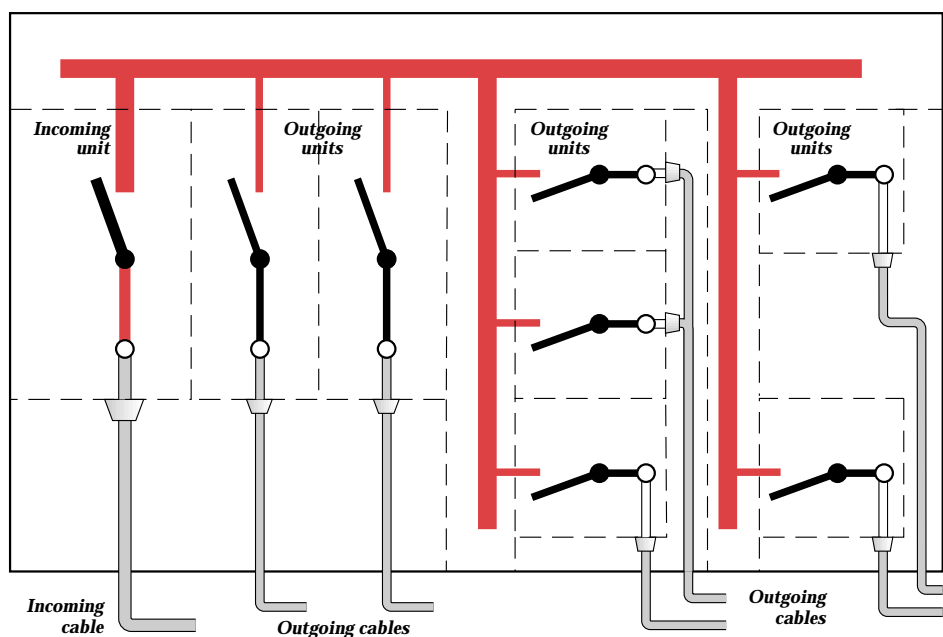 Incoming
unit
Outgoing
units
Outgoing
units
Outgoing
units
Incoming
cable
Outgoing cables
Outgoing
cables